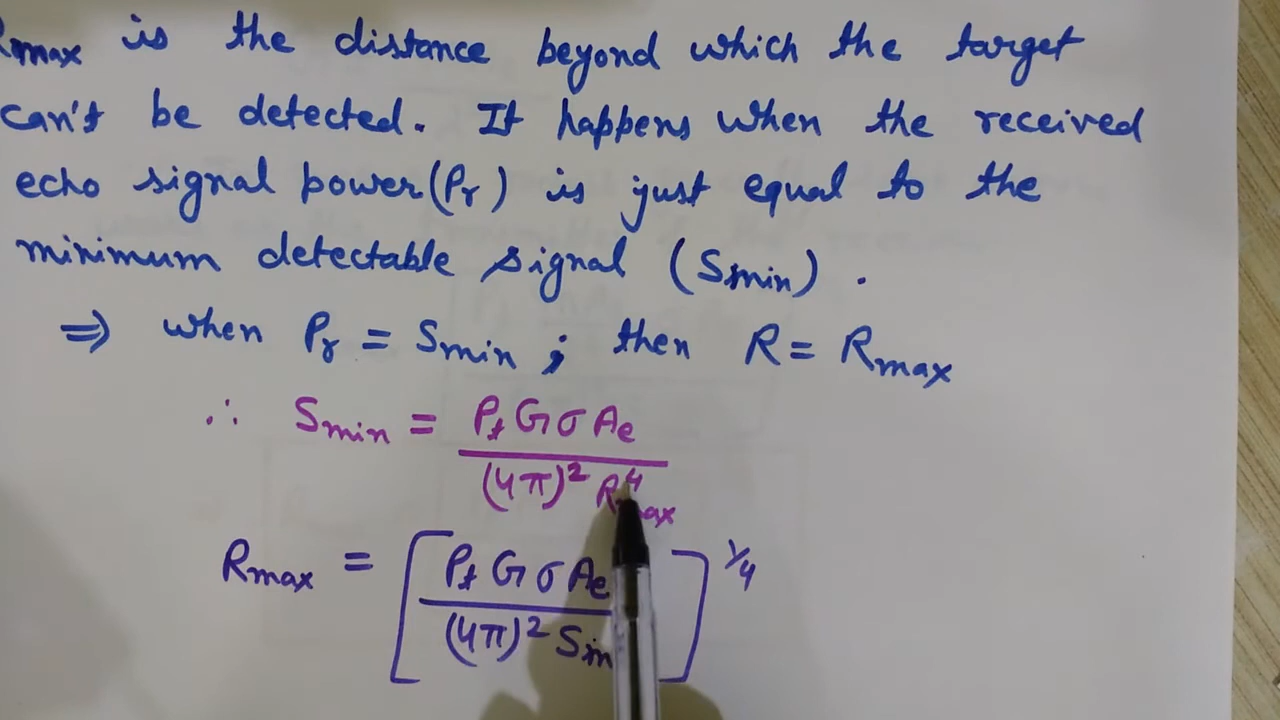 Rmax is the distance beyond which the target
can't be detected. It happens when the received
echo signal power(Pr) is just equal to the
minimum detectable signal (Smin).
⇒ when Pr = Smin ; then R = Rmax
∴ Smin = Pt G σ Ae / (4π)² R⁴max
Rmax = [Pt G σ Ae / (4π)² Smin]^1/4